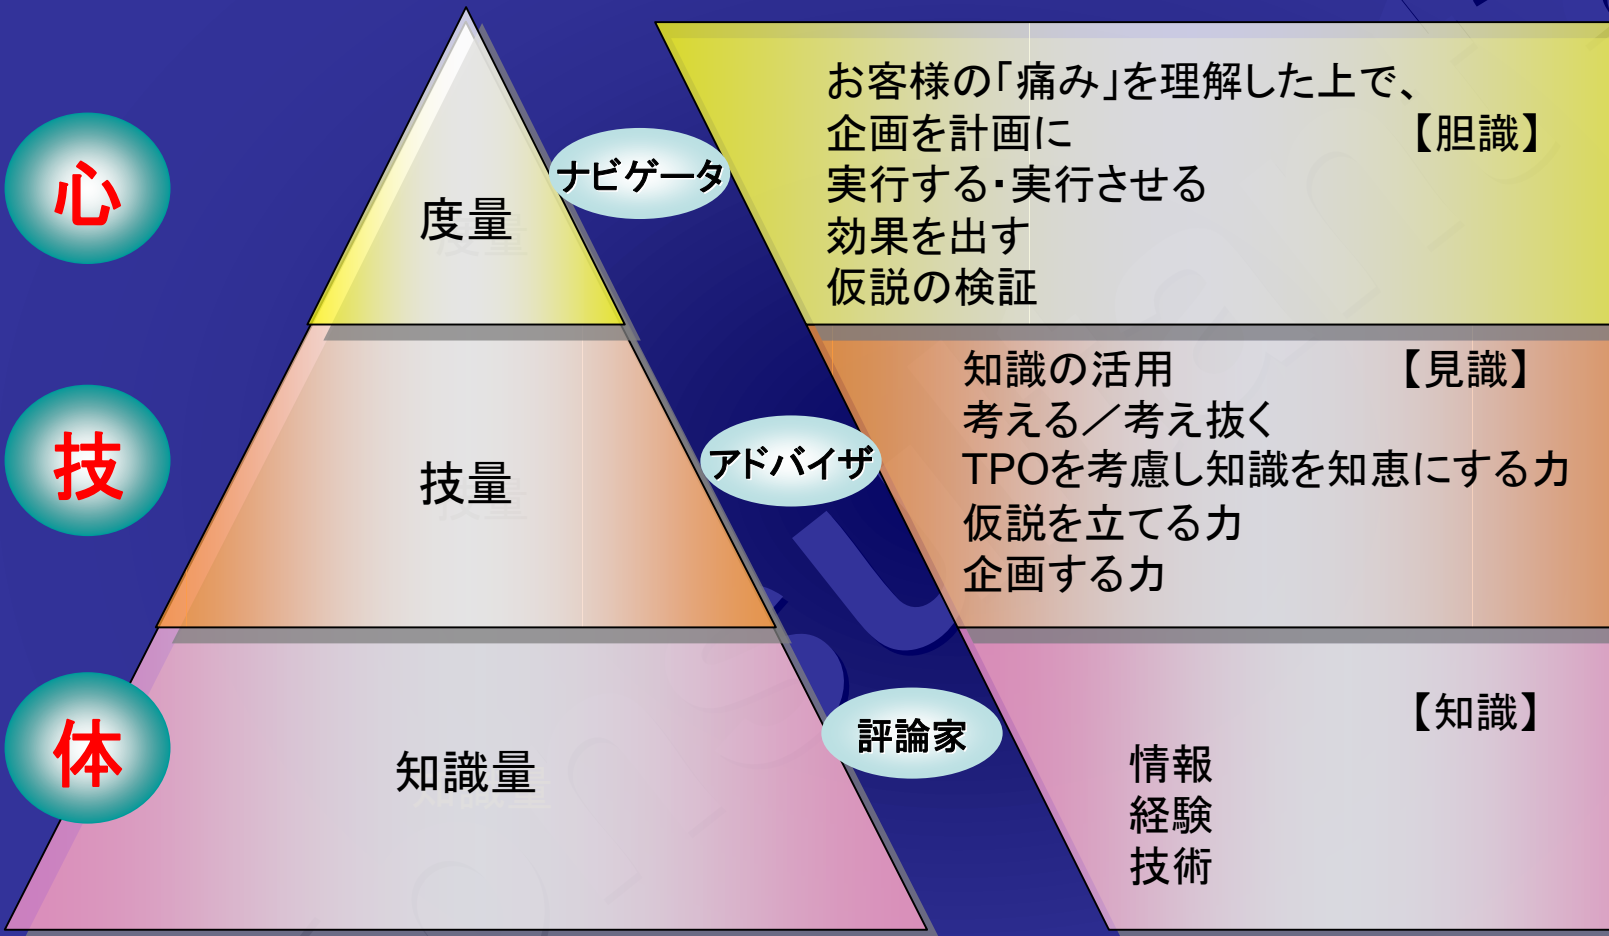 心
度量
ナビゲータ
お客様の「痛み」を理解した上で、
企画を計画に 【胆識】
実行する・実行させる
効果を出す
仮説の検証
技
技量
アドバイザ
知識の活用 【見識】
考える／考え抜く
TPOを考慮し知識を知恵にする力
仮説を立てる力
企画する力
体
知識量
評論家
【知識】
情報
経験
技術